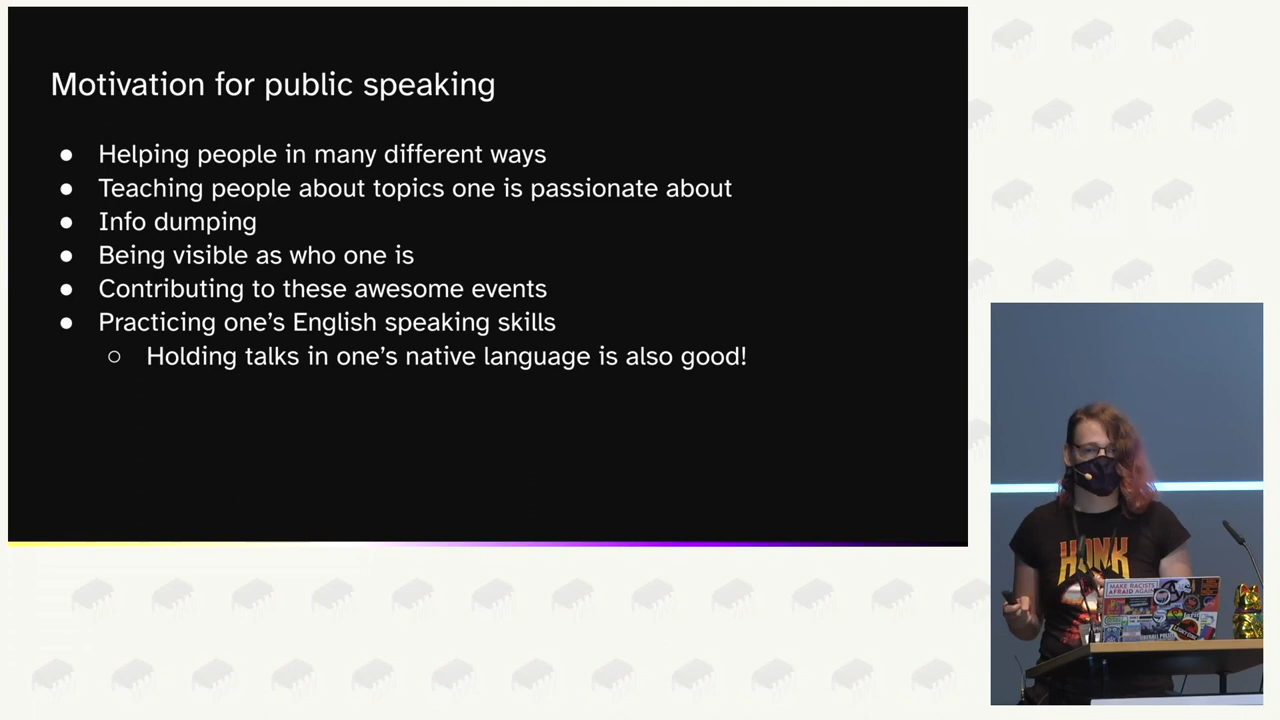 Motivation for public speaking
● Helping people in many different ways
● Teaching people about topics one is passionate about
● Info dumping
● Being visible as who one is
● Contributing to these awesome events
● Practicing one's English speaking skills
○ Holding talks in one's native language is also good!
HONK
MAKE RACISTS
AFRAID AGAIN